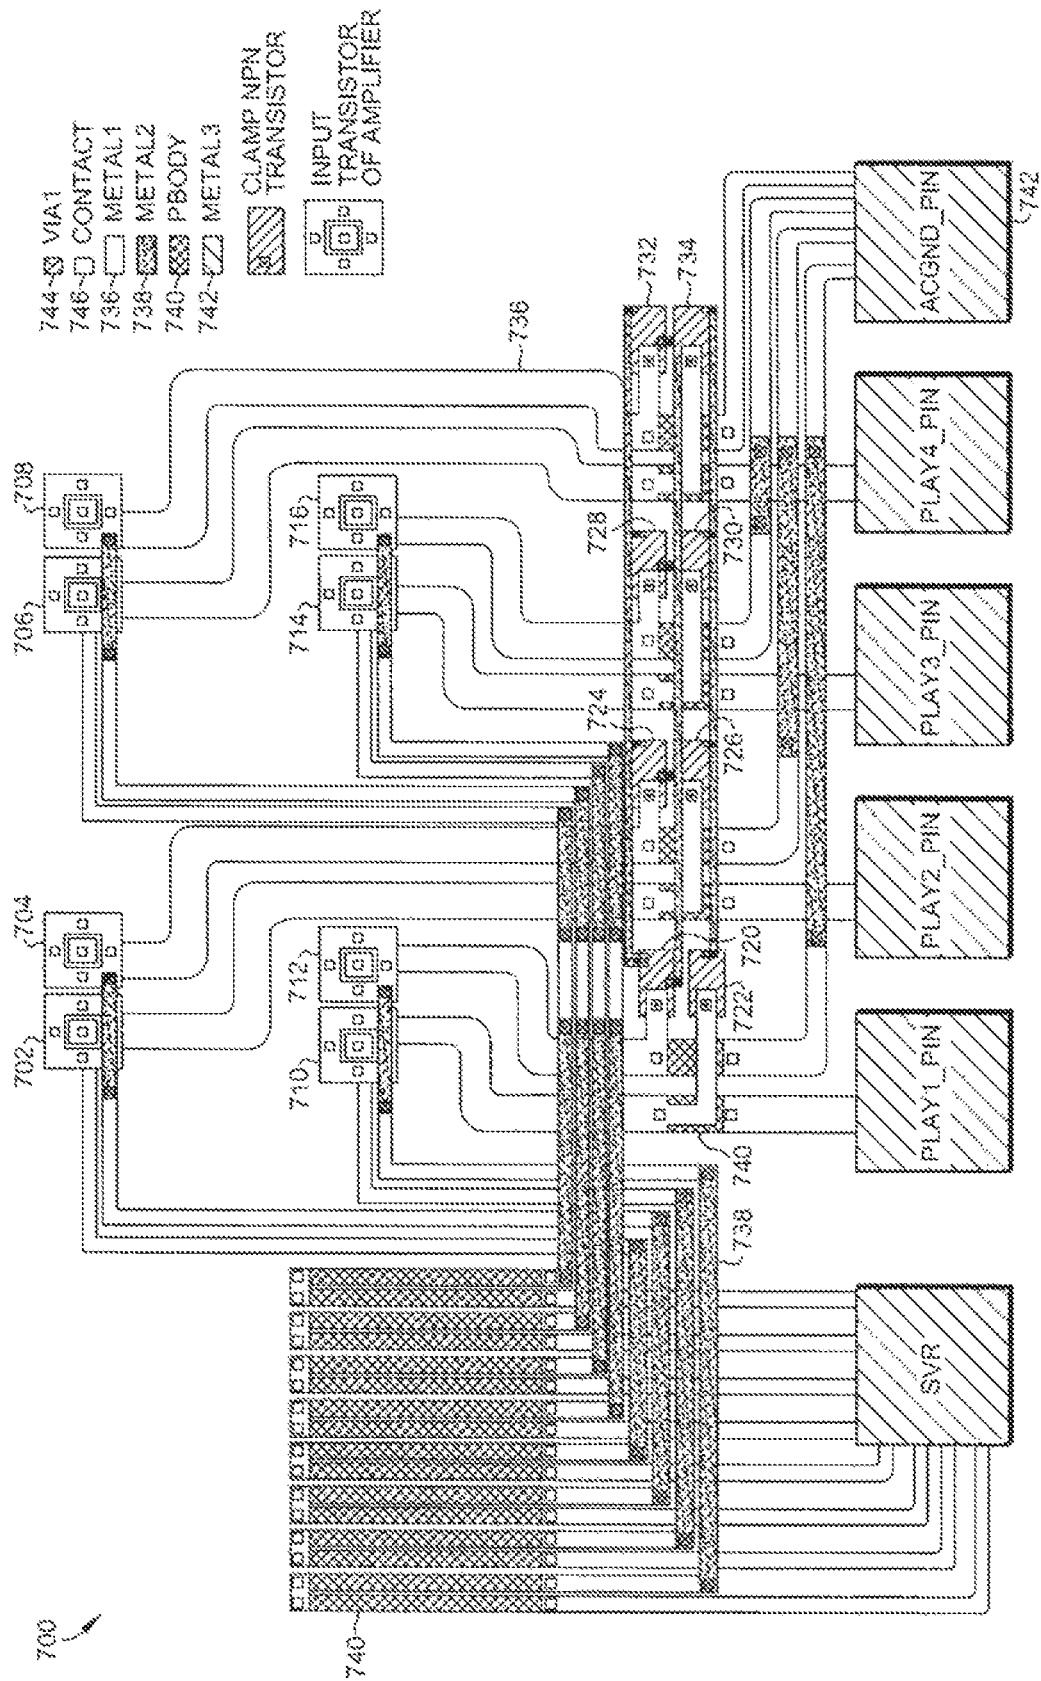 700
740
702
704
706
708
710
712
714
716
744 VIA1
746 CONTACT
736 METAL1
738 METAL2
740 PBODY
742 METAL3
CLAMP NPN
TRANSISTOR
INPUT
TRANSISTOR
OF AMPLIFIER
736
724
728
732
734
738
740
722
720
726
730
SVR
PLAY1_PIN
PLAY2_PIN
PLAY3_PIN
PLAY4_PIN
ACGND_PIN
742